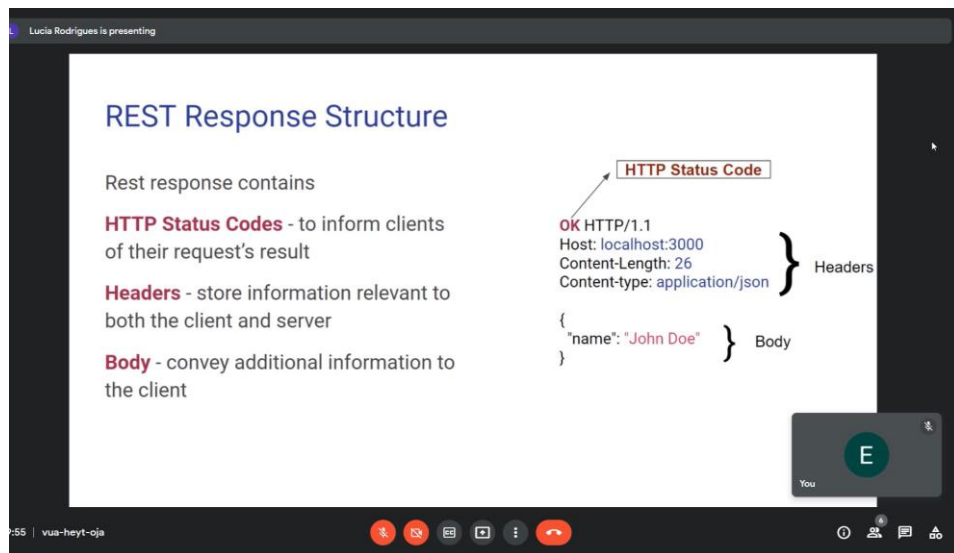 L Lucia Rodrigues is presenting
REST Response Structure
Rest response contains
HTTP Status Codes - to inform clients
of their request's result
Headers - store information relevant to
both the client and server
Body - convey additional information to
the client
HTTP Status Code
OK HTTP/1.1
Host: localhost:3000
Content-Length: 26
Content-type: application/json
Headers
{
"name": "John Doe"
}
Body
E
You
:55 | vua-heyt-oja
CC
6